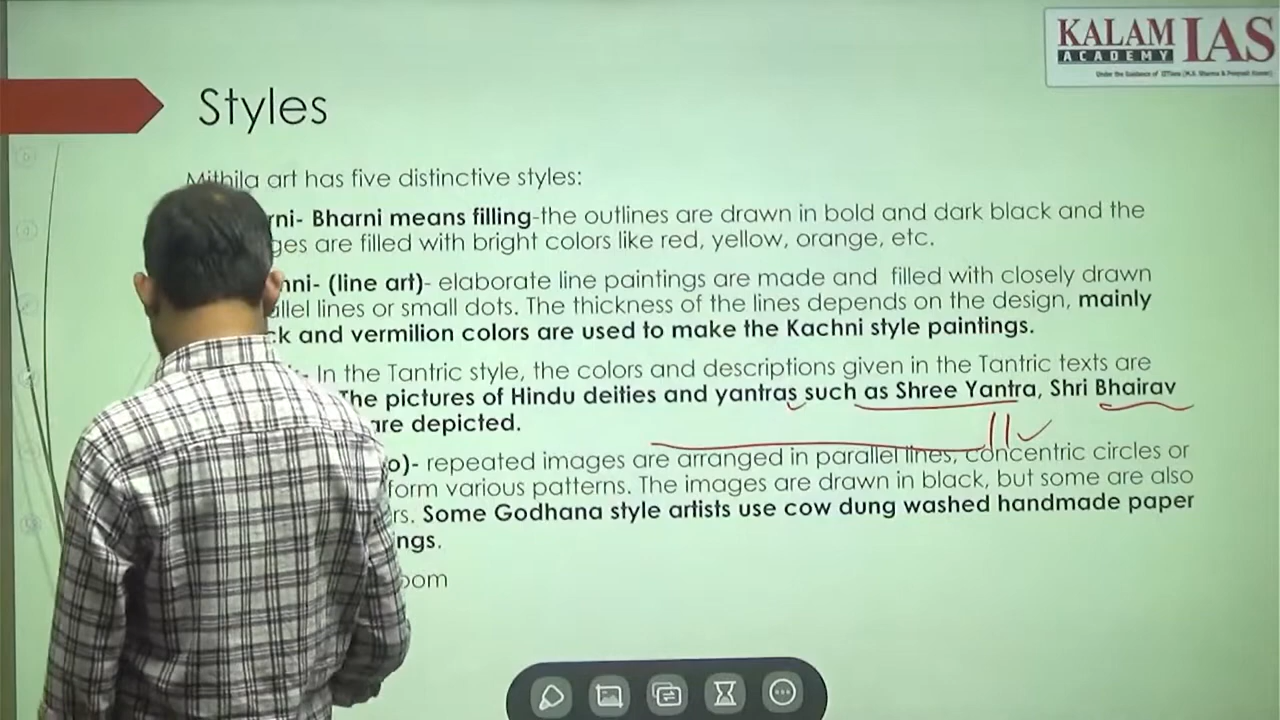 KALAM IAS
ACADEMY
Styles
Mithila art has five distinctive styles:
rni- Bharni means filling-the outlines are drawn in bold and dark black and the
ges are filled with bright colors like red, yellow, orange, etc.
hni- (line art)- elaborate line paintings are made and filled with closely drawn
allel lines or small dots. The thickness of the lines depends on the design, mainly
ck and vermilion colors are used to make the Kachni style paintings.
- In the Tantric style, the colors and descriptions given in the Tantric texts are
The pictures of Hindu deities and yantras such as Shree Yantra, Shri Bhairav
are depicted.
o)- repeated images are arranged in parallel lines, concentric circles or
form various patterns. The images are drawn in black, but some are also
rs. Some Godhana style artists use cow dung washed handmade paper
ngs.
oom